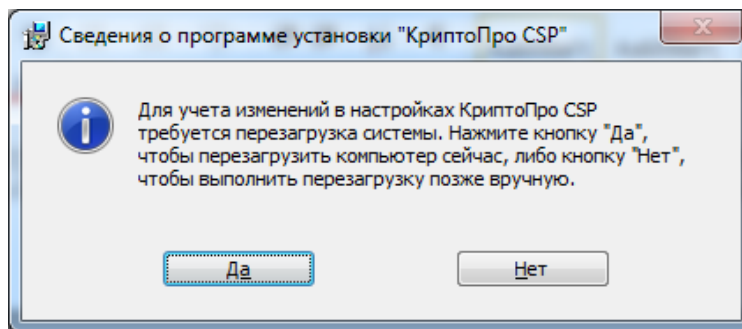 Сведения о программе установки "КриптоПро CSP"
Для учета изменений в настройках КриптоПро CSP
требуется перезагрузка системы. Нажмите кнопку "Да",
чтобы перезагрузить компьютер сейчас, либо кнопку "Нет",
чтобы выполнить перезагрузку позже вручную.
Да
Нет